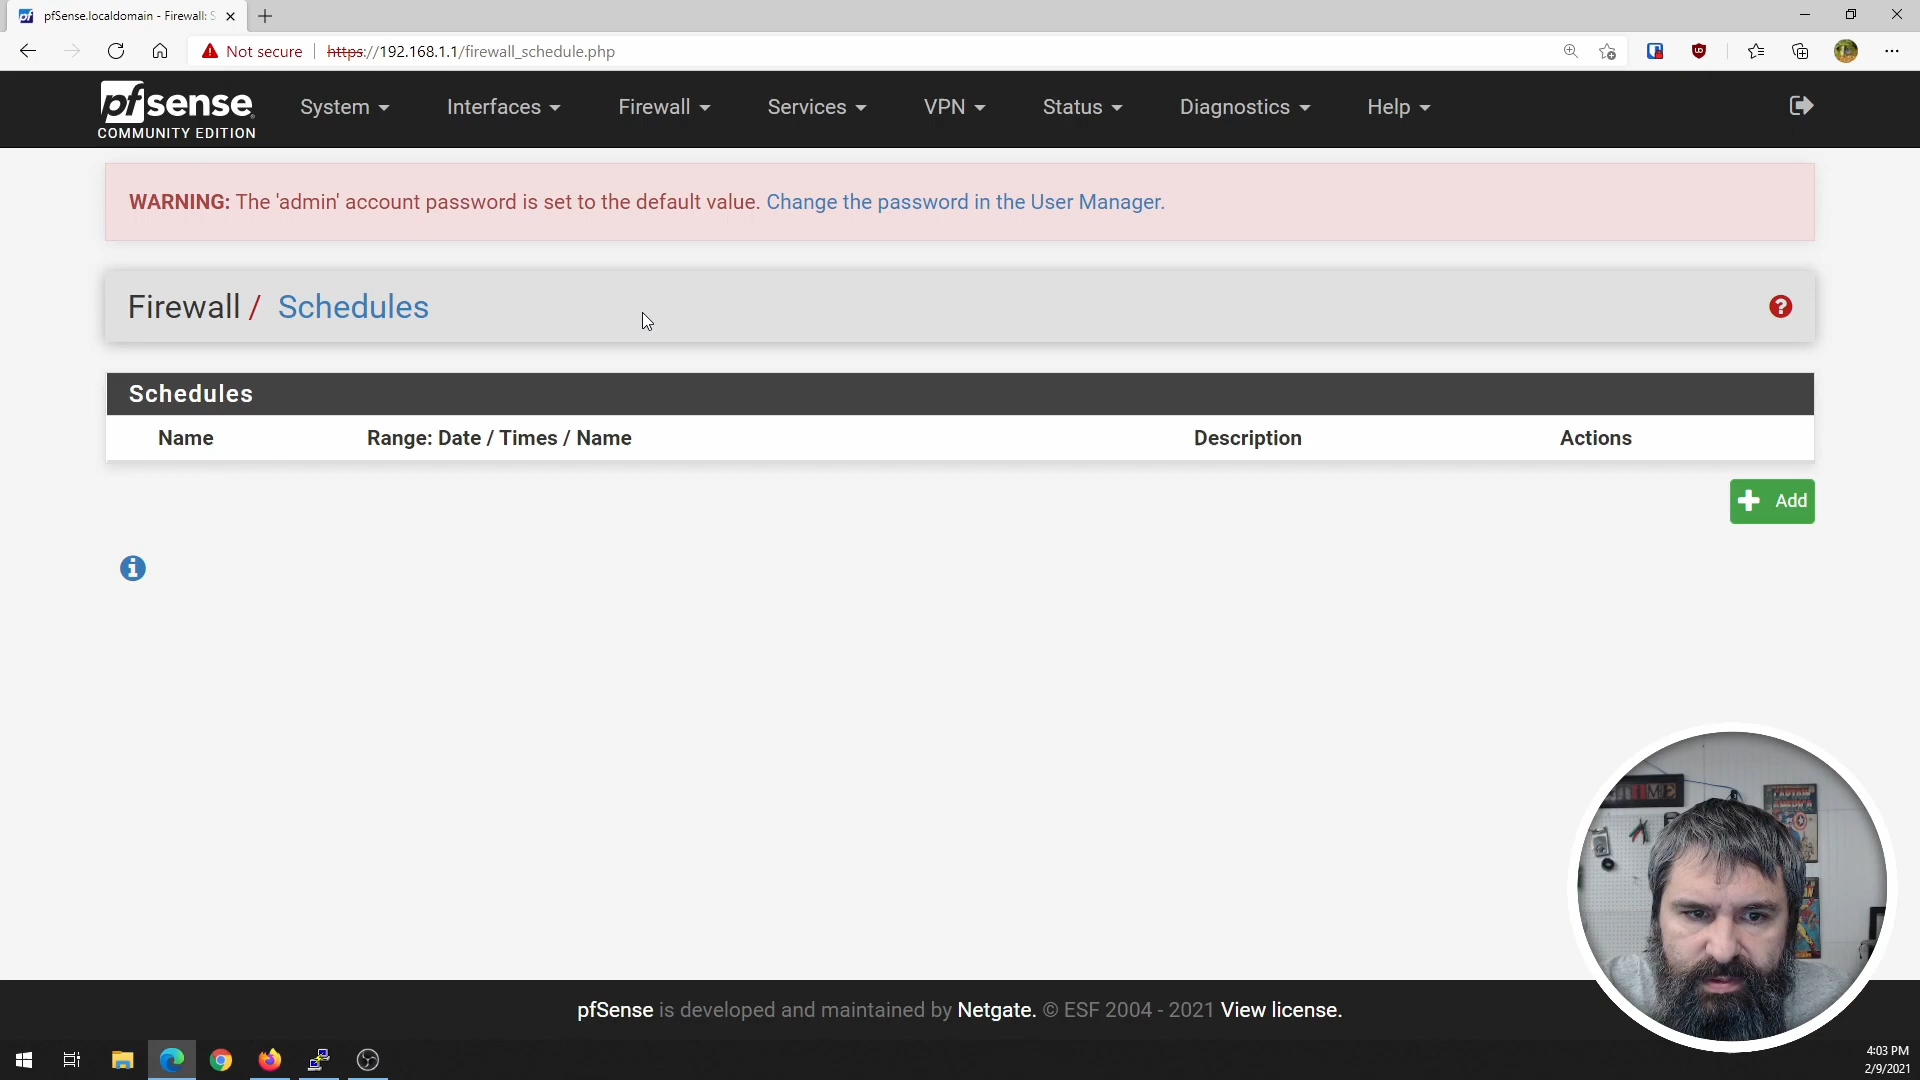 pfSense.localdomain - Firewall: S
Not secure
https://192.168.1.1/firewall_schedule.php
pfsense
COMMUNITY EDITION
System
Interfaces
Firewall
Services
VPN
Status
Diagnostics
Help
WARNING: The 'admin' account password is set to the default value. Change the password in the User Manager.
Firewall / Schedules
Schedules
Name
Range: Date / Times / Name
Description
Actions
Add
CAPTAIN
AMERICA
pfSense is developed and maintained by Netgate. © ESF 2004 - 2021 View license.
4:03 PM
2/9/2021